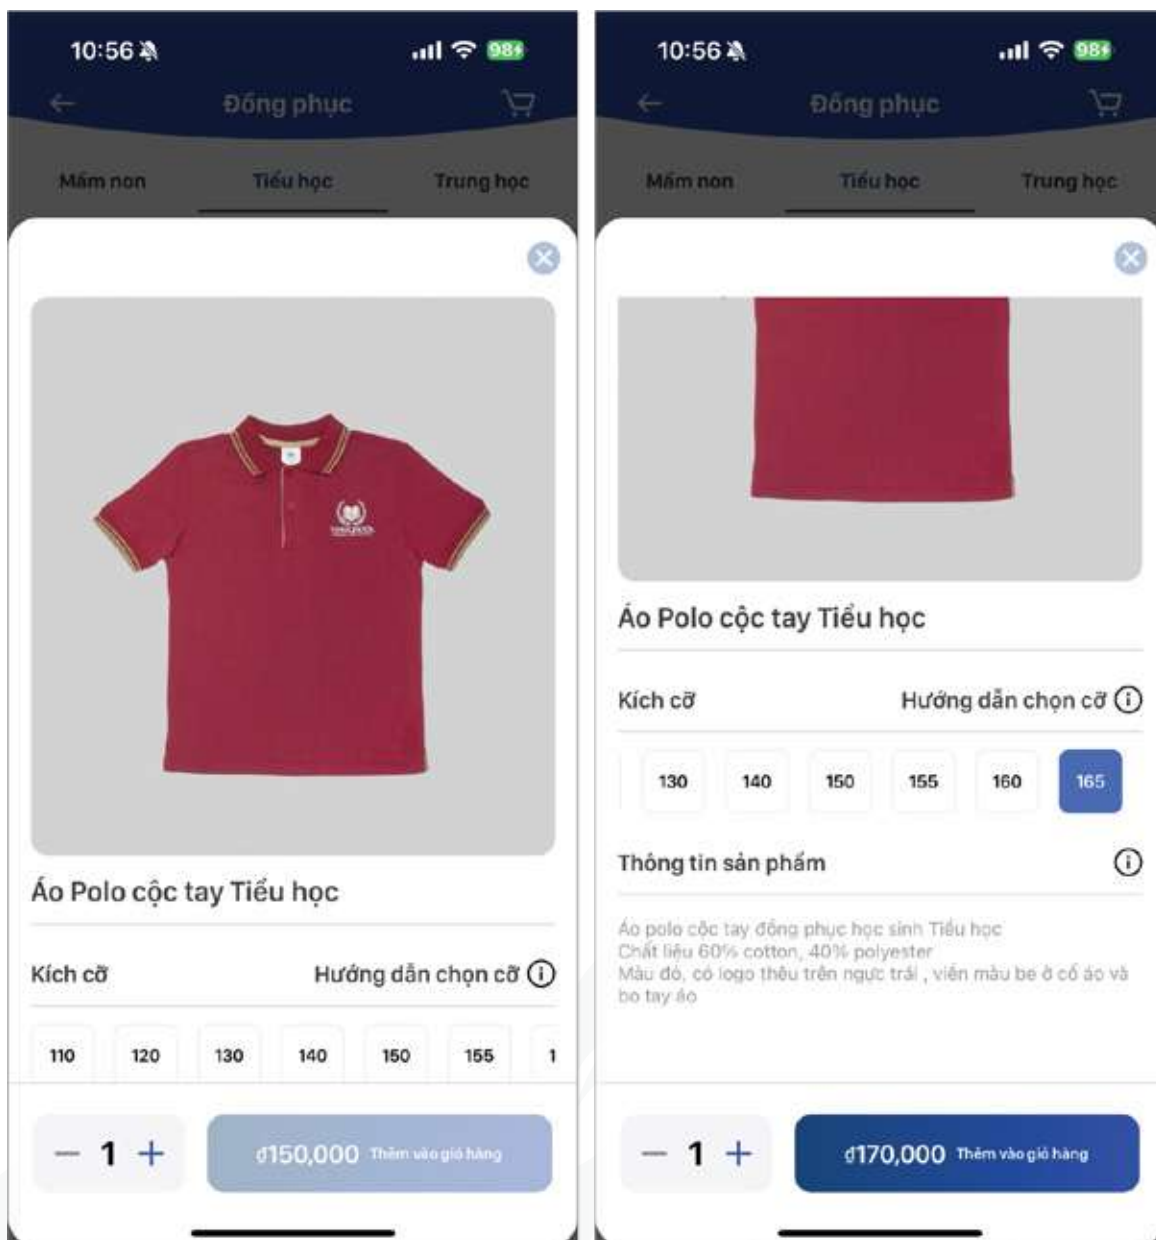 10:56
98
Đồng phục
Mầm non
Tiểu học
Trung học
Áo Polo cộc tay Tiểu học
Kích cỡ
Hướng dẫn chọn cỡ
110
120
130
140
150
155
1
1
₫150,000 Thêm vào giỏ hàng
10:56
98
Đồng phục
Mầm non
Tiểu học
Trung học
Áo Polo cộc tay Tiểu học
Kích cỡ
Hướng dẫn chọn cỡ
130
140
150
155
160
165
Thông tin sản phẩm
Áo polo cộc tay đồng phục học sinh Tiểu học
Chất liệu 60% cotton, 40% polyester
Màu đỏ, có logo thêu trên ngực trái , viền màu be ở cổ áo và
bo tay áo
1
₫170,000 Thêm vào giỏ hàng